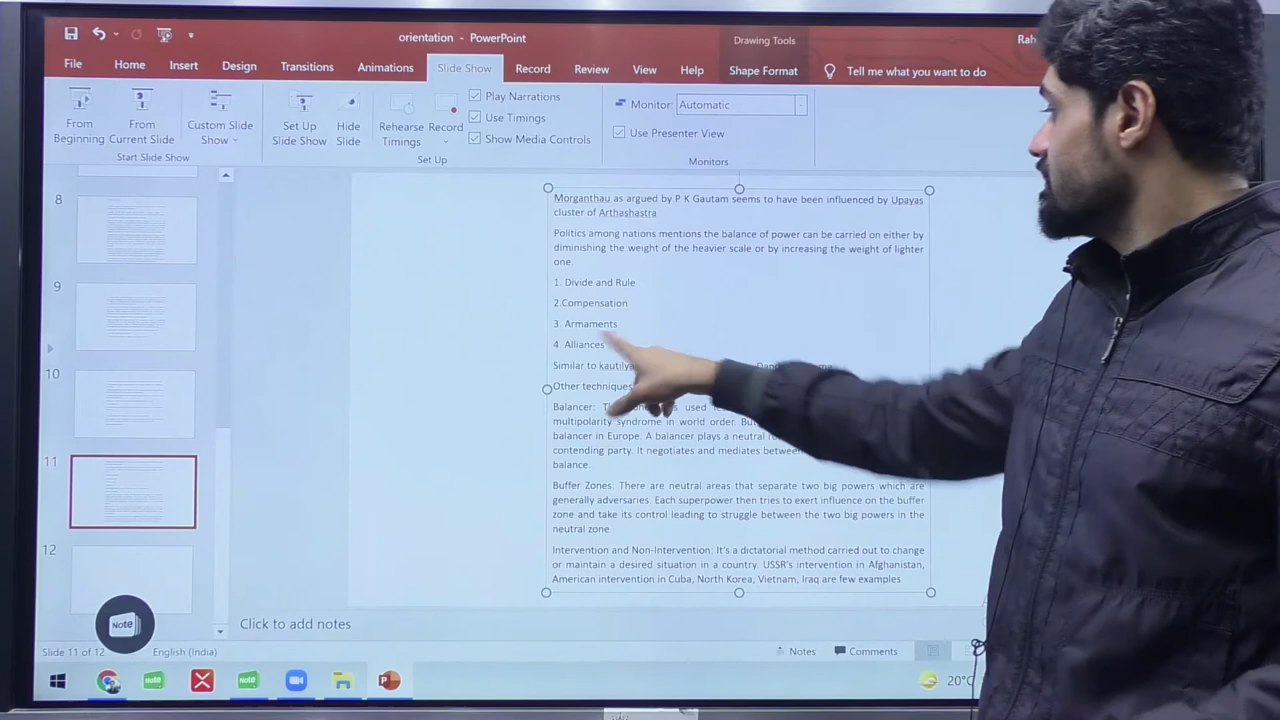 orientation - PowerPoint
Drawing Tools
Rah
File Home Insert Design Transitions Animations Slide Show Record Review View Help Shape Format Tell me what you want to do
From Beginning
From Current Slide
Custom Slide Show
Start Slide Show
Set Up Slide Show
Hide Slide
Rehearse Timings
Record
Play Narrations
Use Timings
Show Media Controls
Set Up
Monitor: Automatic
Use Presenter View
Monitors
8
9
10
11
12
Morganthau as argued by P K Gautam seems to have been influenced by Upayas
cluster of Arthashastra
Politics among nations mentions the balance of power can be carried on either by
diminishing the weight of the heavier scale or by increasing the weight of lighter
one.
1. Divide and Rule
2.Compensation
3. Armaments
4. Alliances
Similar to
Other techniques
Balancer: used
multipolarity syndrome in world order.
balancer in Europe. A balancer plays a neutral
contending party. It negotiates and mediates between
balance.
Buffer Zones: There are neutral areas that separate two big powers which are
generally adversaries. Each superpower then tries to exert influence on the buffer
zone and take its control leading to struggle between the two big powers in the
neutral zone
Intervention and Non-Intervention: It's a dictatorial method carried out to change
or maintain a desired situation in a country. USSR's intervention in Afghanistan,
American intervention in Cuba, North Korea, Vietnam, Iraq are few examples
Note
Click to add notes
Slide 11 of 12 English (India) Notes Comments
note
note
20°C